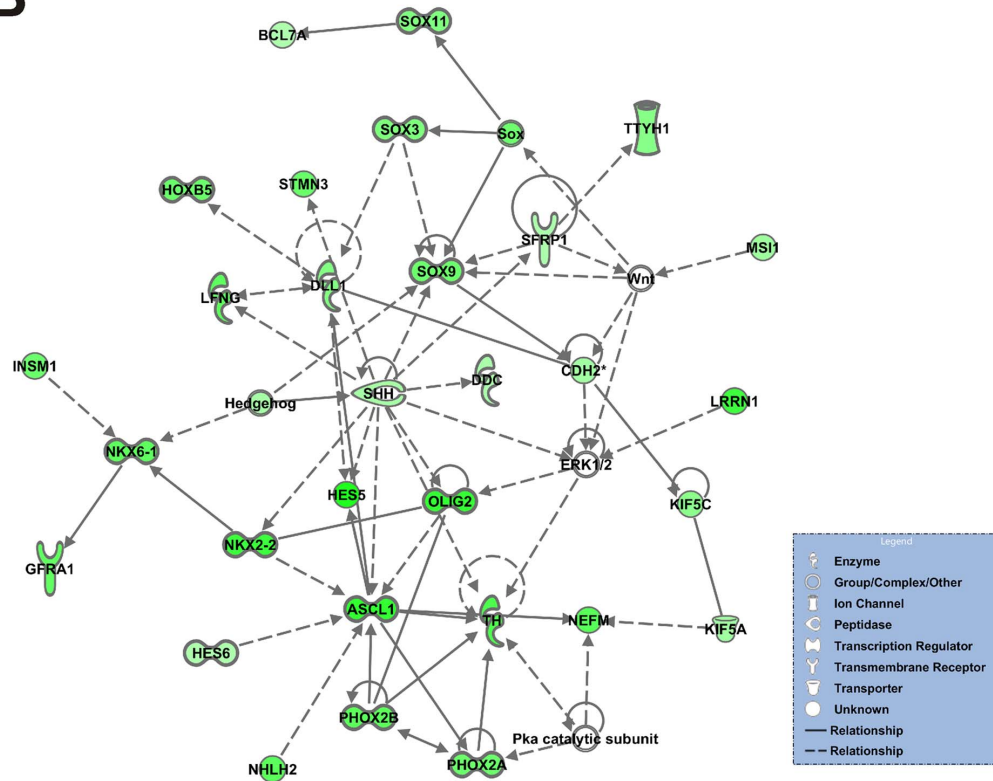 B
SOX11
BCL7A
SOX3
Sox
TTYH1
STMN3
HOXB5
SFRP1
MSI1
SOX9
Wnt
DLL1
LFNG
INSM1
CDH2*
DDC
SHH
Hedgehog
LRRN1
NKX6-1
ERK1/2
HES5
OLIG2
KIF5C
NKX2-2
GFRA1
ASCL1
TH
NEFM
KIF5A
HES6
PHOX2B
Pka catalytic subunit
PHOX2A
NHLH2
Legend
Enzyme
Group/Complex/Other
Ion Channel
Peptidase
Transcription Regulator
Transmembrane Receptor
Transporter
Unknown
Relationship
Relationship